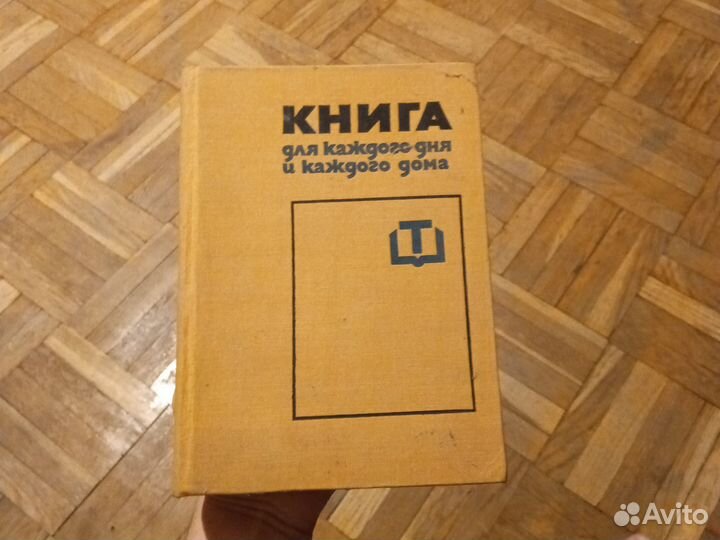 КНИГА
для каждого дня
и каждого дома
Т
Avito